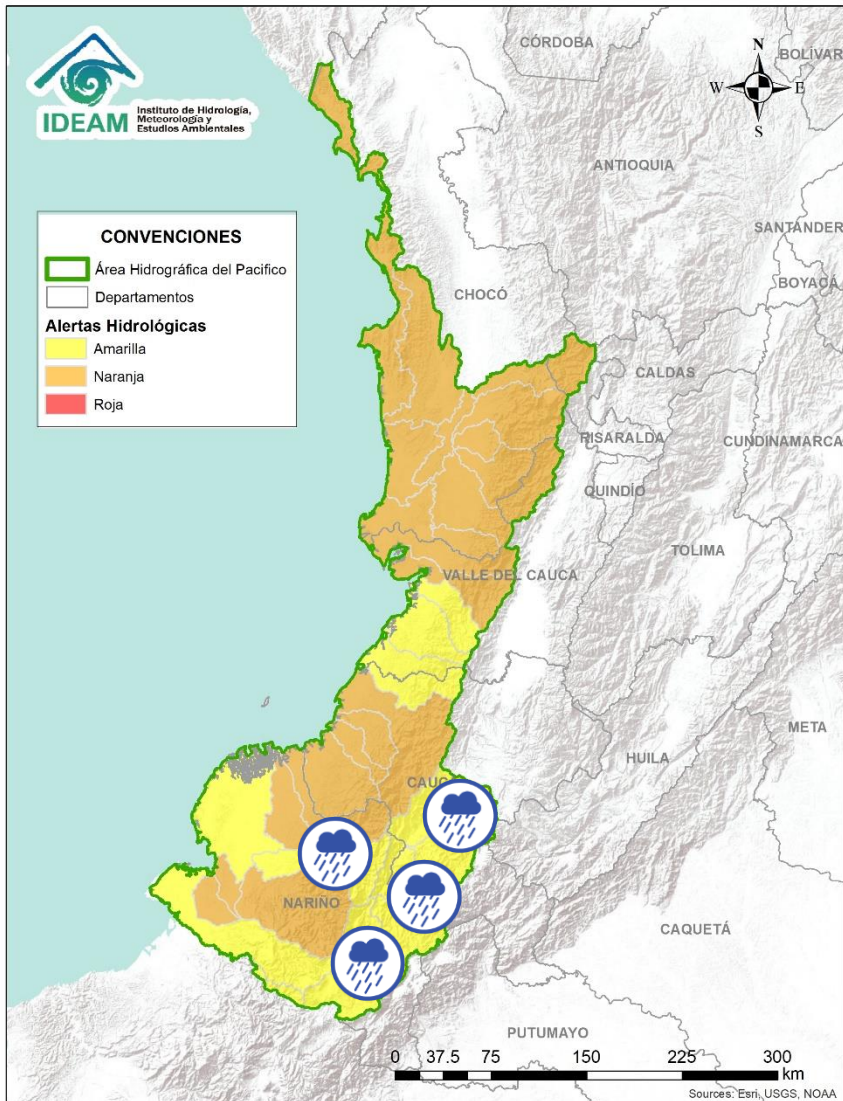 CÓRDOBA
BOLÍVAR
N
W
E
S
IDEAM
Instituto de Hidrología,
Meteorología y
Estudios Ambientales
ANTIOQUIA
SANTANDER
BOYACÁ
CONVENCIONES
Área Hidrográfica del Pacifico
Departamentos
Alertas Hidrológicas
Amarilla
Naranja
Roja
CHOCÓ
CALDAS
RISARALDA
CUNDINAMARCA
QUINDÍO
TOLIMA
VALLE DEL CAUCA
META
HUILA
CAUC
NARIÑO
CAQUETÁ
PUTUMAYO
0 37.5 75 150 225 300
km
Sources: Esri, USGS, NOAA